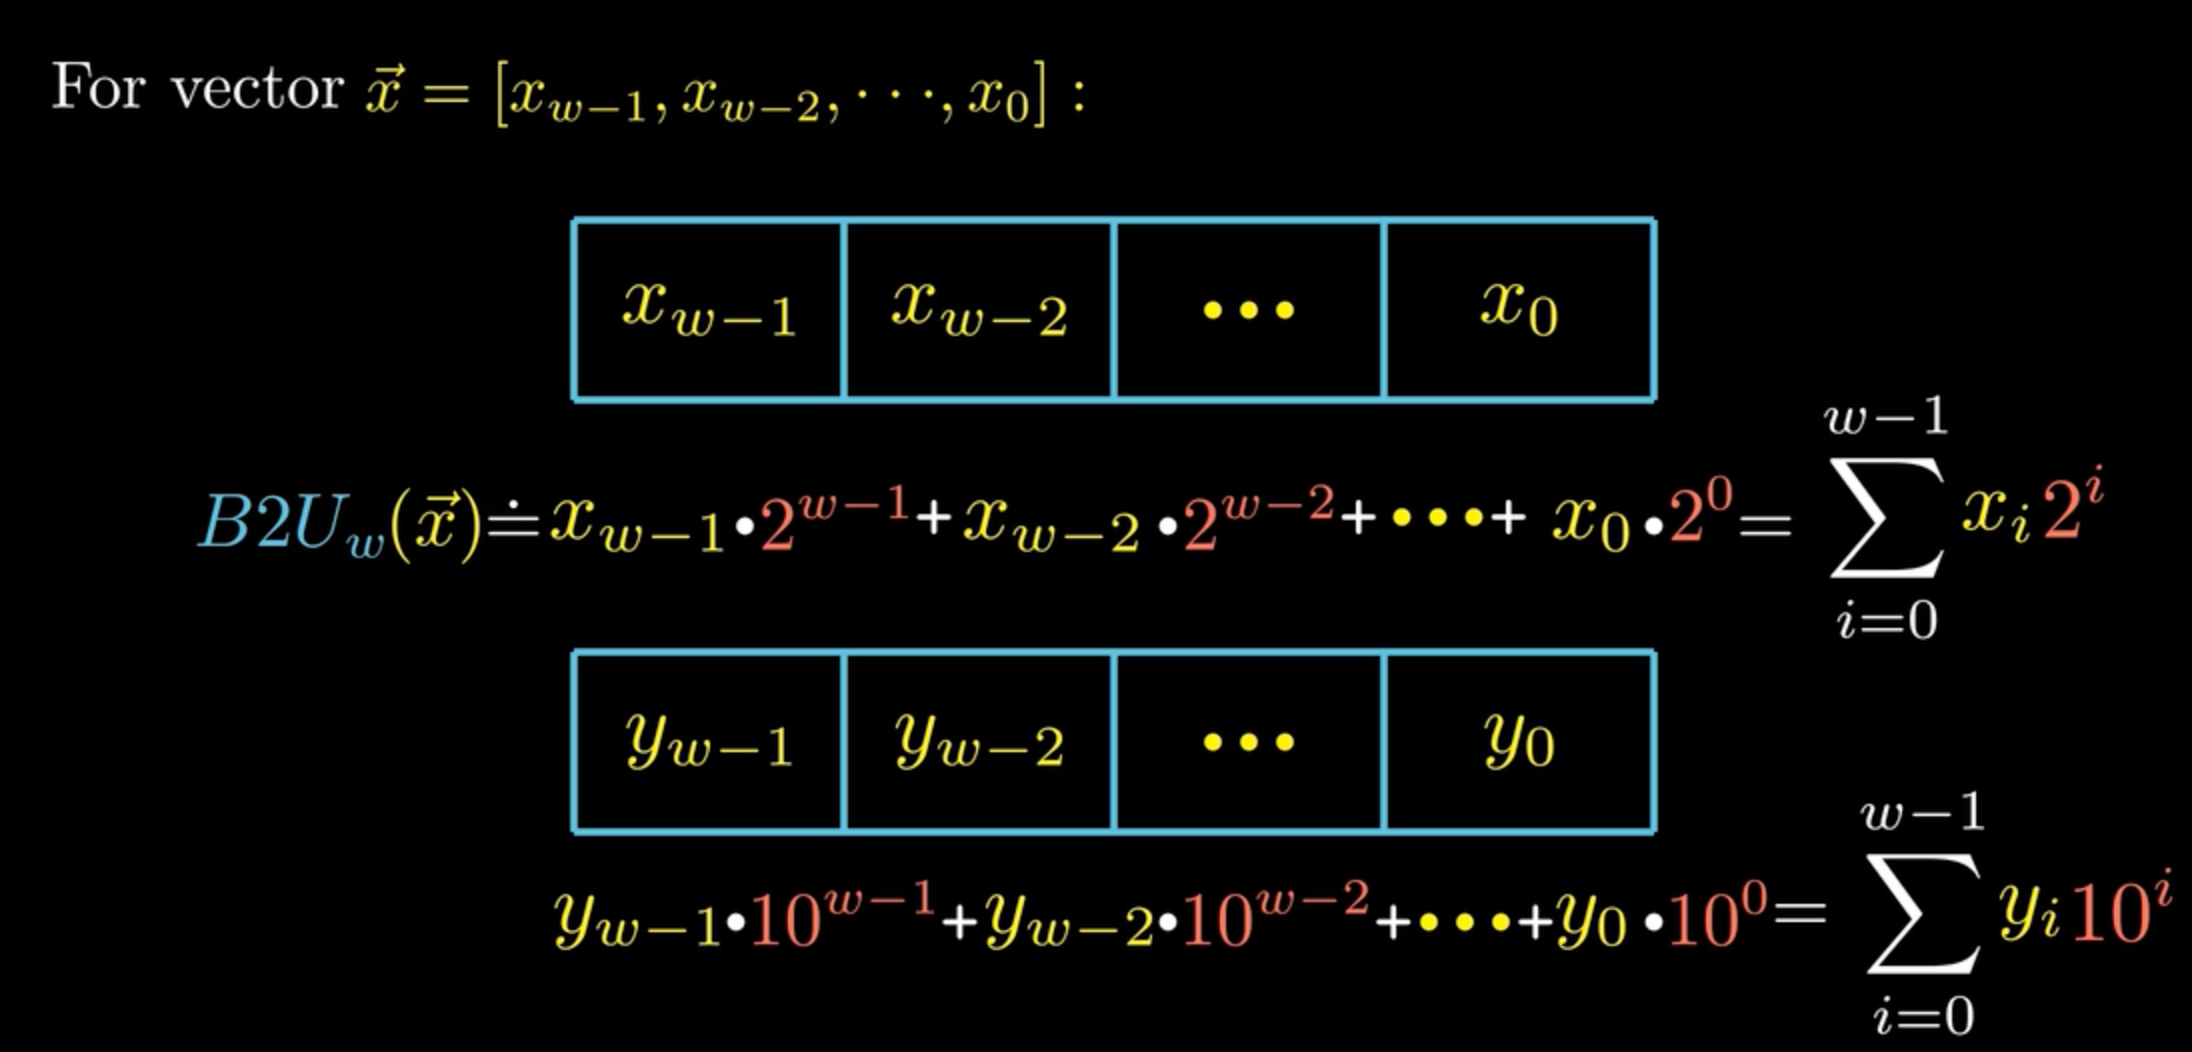 For vector x⃗ = [x_{w−1}, x_{w−2}, ···, x_0] :
x_{w−1} x_{w−2} ••• x_0
B2U_w(x⃗) ≐ x_{w−1}•2^{w−1} + x_{w−2}•2^{w−2} + ••• + x_0•2^0 = ∑_{i=0}^{w−1} x_i 2^i
y_{w−1} y_{w−2} ••• y_0
y_{w−1}•10^{w−1} + y_{w−2}•10^{w−2} + ••• + y_0•10^0 = ∑_{i=0}^{w−1} y_i 10^i